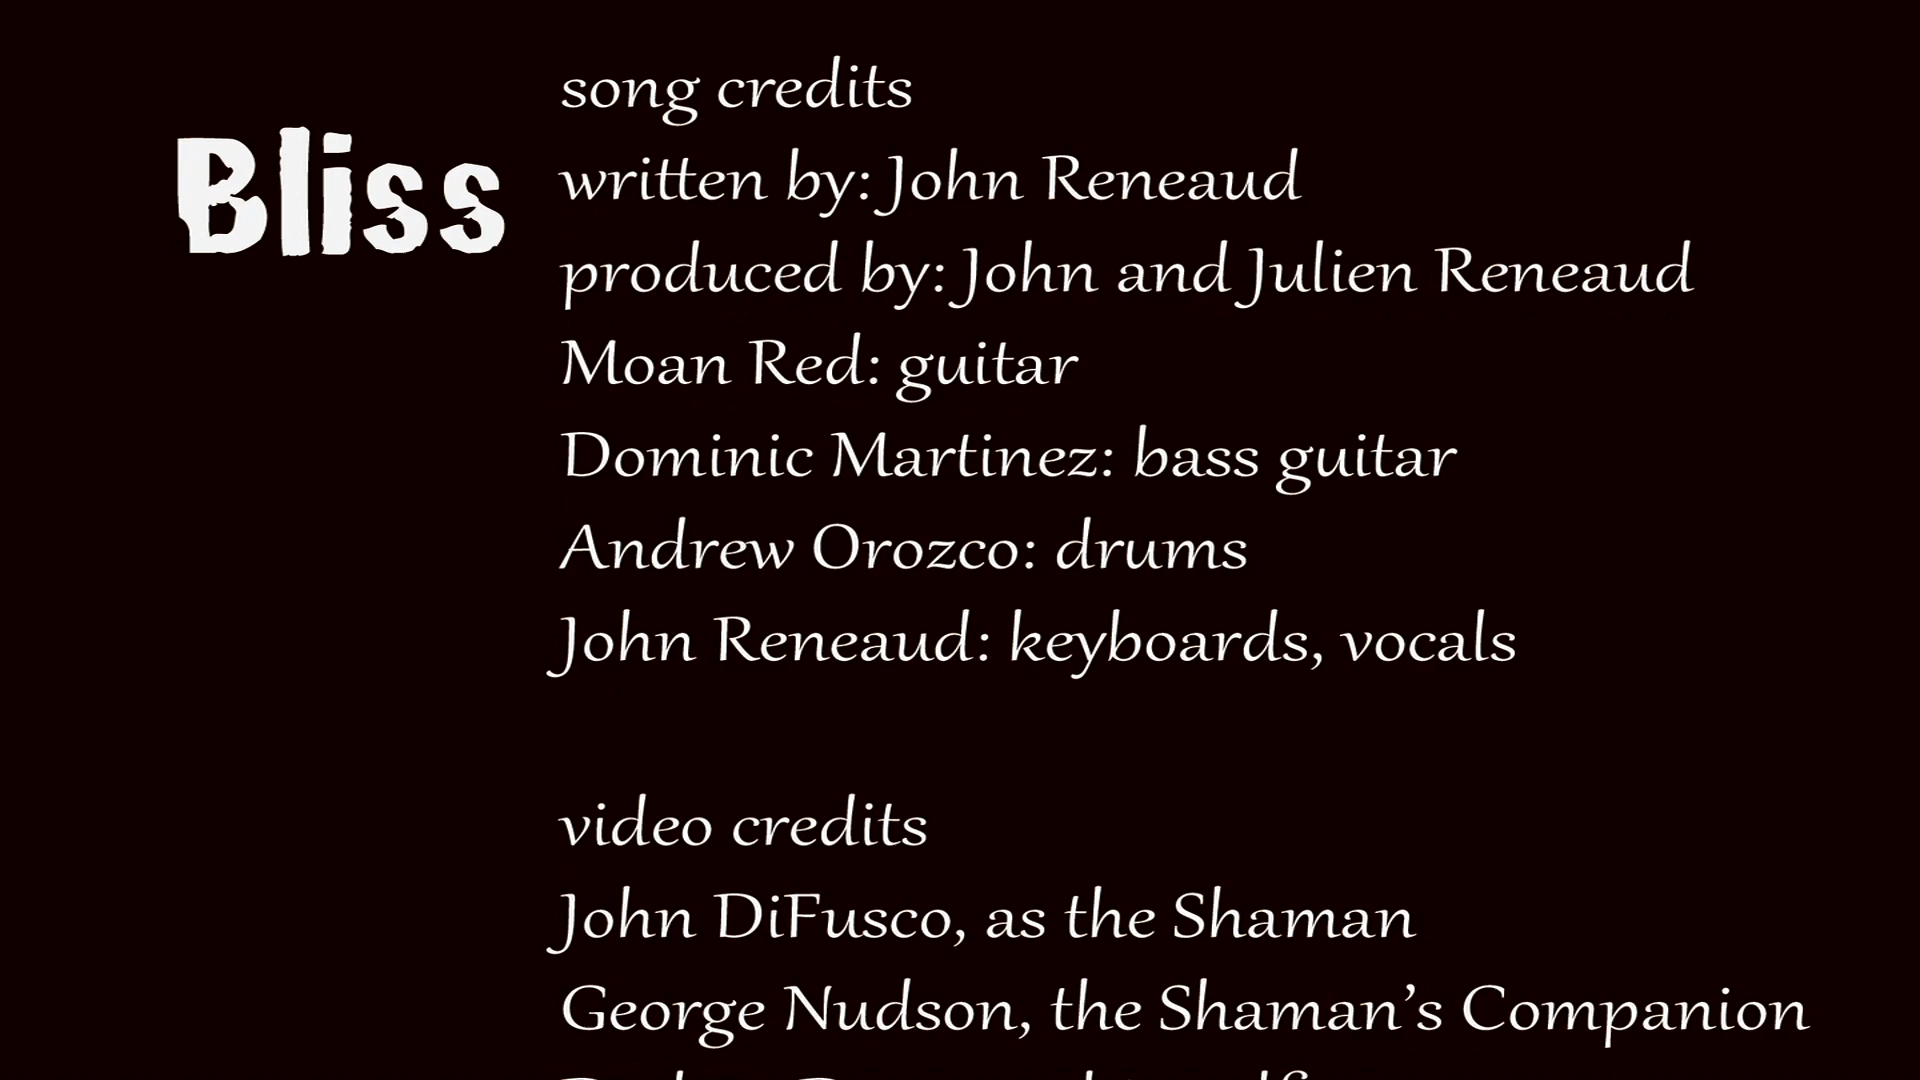 Bliss
song credits
written by: John Reneaud
produced by: John and Julien Reneaud
Moan Red: guitar
Dominic Martinez: bass guitar
Andrew Orozco: drums
John Reneaud: keyboards, vocals
video credits
John DiFusco, as the Shaman
George Nudson, the Shaman’s Companion